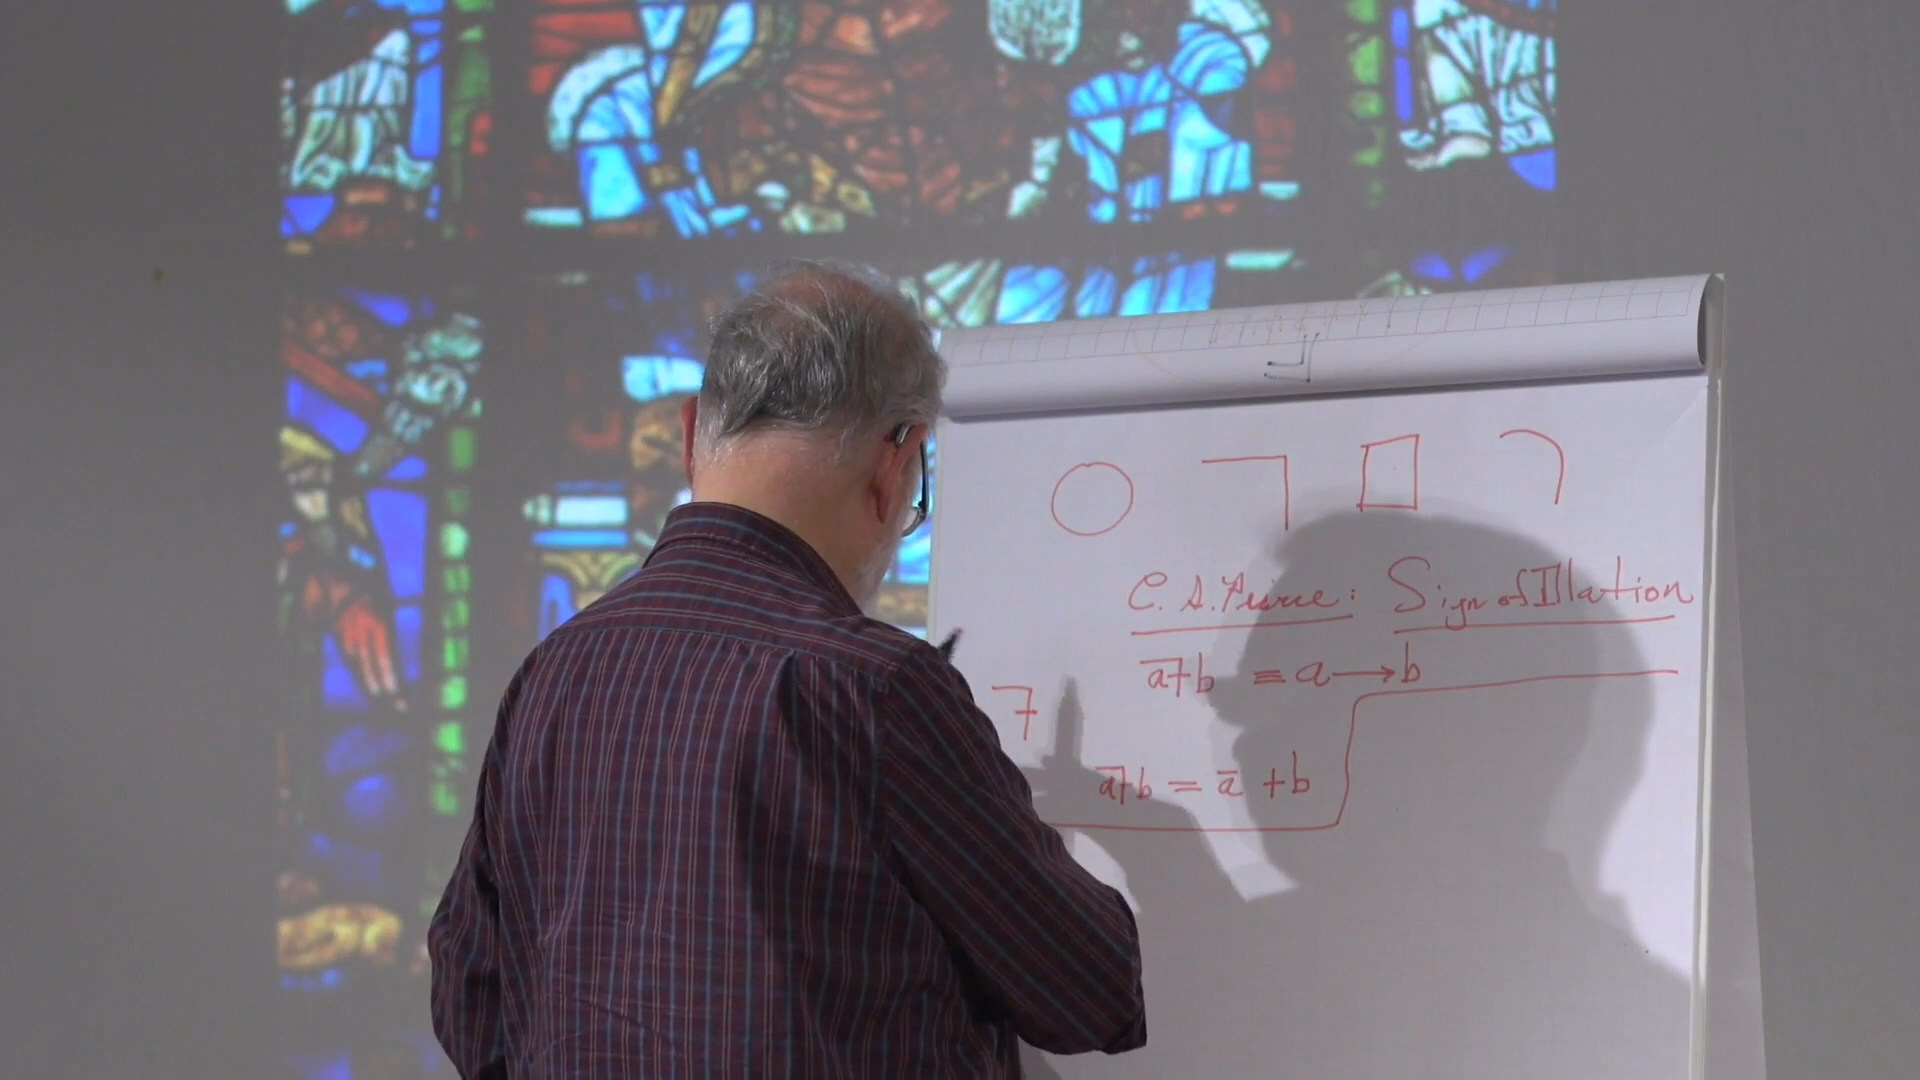 C. S. Peirce: Sign of Illation
a̅+b ≡ a → b
7
a̅+b = a̅ + b